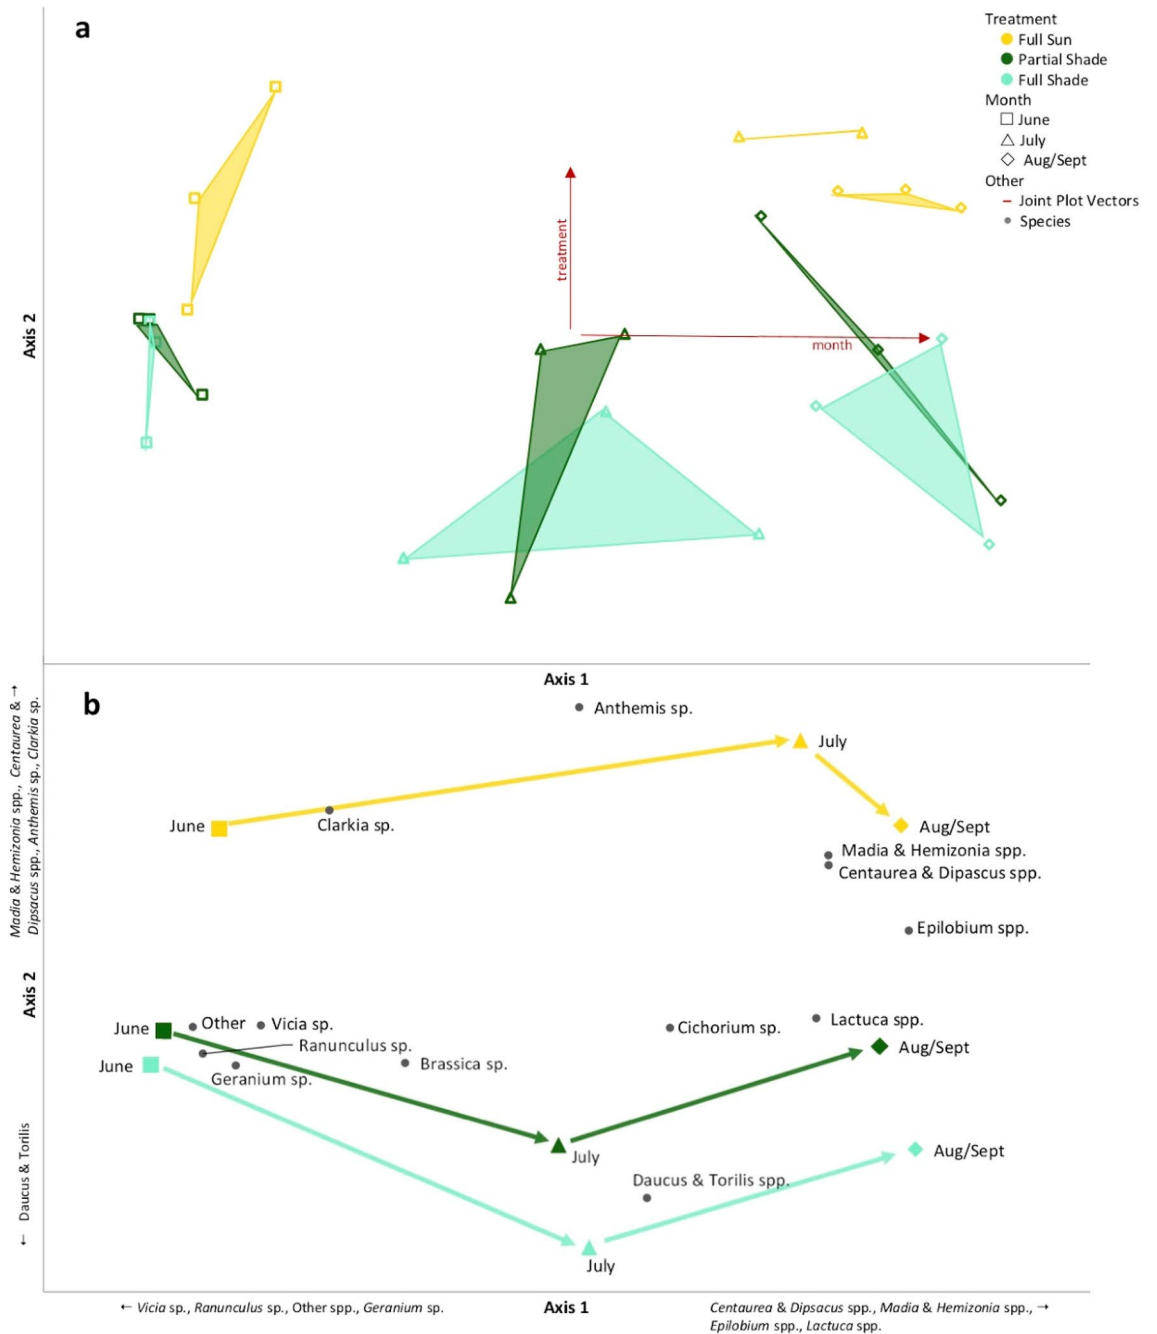 a
Treatment
Full Sun
Partial Shade
Full Shade
Month
June
July
Aug/Sept
Other
Joint Plot Vectors
Species
treatment
month
Axis 2
Axis 1
b
Anthemis sp.
July
June
Clarkia sp.
Aug/Sept
Madia & Hemizonia spp.
Centaurea & Dipascus spp.
Epilobium spp.
June
Other
Vicia sp.
Ranunculus sp.
June
Geranium sp.
Brassica sp.
Cichorium sp.
Lactuca spp.
Aug/Sept
July
Daucus & Torilis spp.
Aug/Sept
July
Madia & Hemizonia spp., Centaurea & →
Dipsacus spp., Anthemis sp., Clarkia sp.
Axis 2
← Daucus & Torilis
← Vicia sp., Ranunculus sp., Other spp., Geranium sp.
Axis 1
Centaurea & Dipsacus spp., Madia & Hemizonia spp., →
Epilobium spp., Lactuca spp.